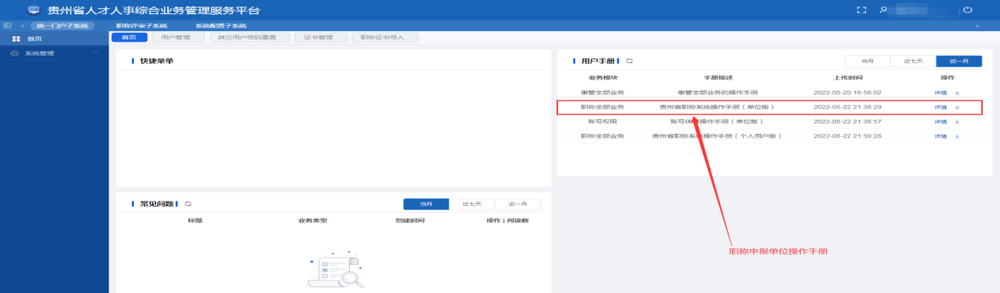 贵州省人才人事综合业务管理服务平台
统一门户子系统 职称评审子系统 系统配置子系统
首页 首页 用户管理 其它用户密码重置 证书管理 职称证书导入
系统管理
快捷菜单
用户手册 当月 近七天 近一月
业务模块 手册描述 上传时间 操作
事管全部业务 事管全部业务的操作手册 2022-05-20 16:58:02 详情
职称全部业务 贵州省职称系统操作手册（单位版） 2022-05-22 21:38:29 详情
账号权限 账号体系操作手册（单位版） 2022-05-22 21:38:57 详情
职称全部业务 贵州省职称系统操作手册（个人用户版） 2022-05-22 21:39:28 详情
常见问题 当月 近七天 近一月
标题 业务类型 创建时间 操作 | 阅读数
职称申报单位操作手册